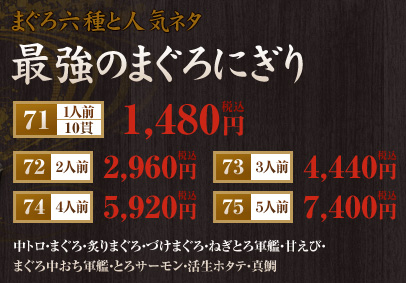 まぐろ六種と人気ネタ
最強のまぐろにぎり
71 1人前 10貫 1,480円 税込
72 2人前 2,960円 税込 73 3人前 4,440円 税込
74 4人前 5,920円 税込 75 5人前 7,400円 税込
中トロ・まぐろ・炙りまぐろ・づけまぐろ・ねぎとろ軍艦・甘えび・
まぐろ中おち軍艦・とろサーモン・活生ホタテ・真鯛